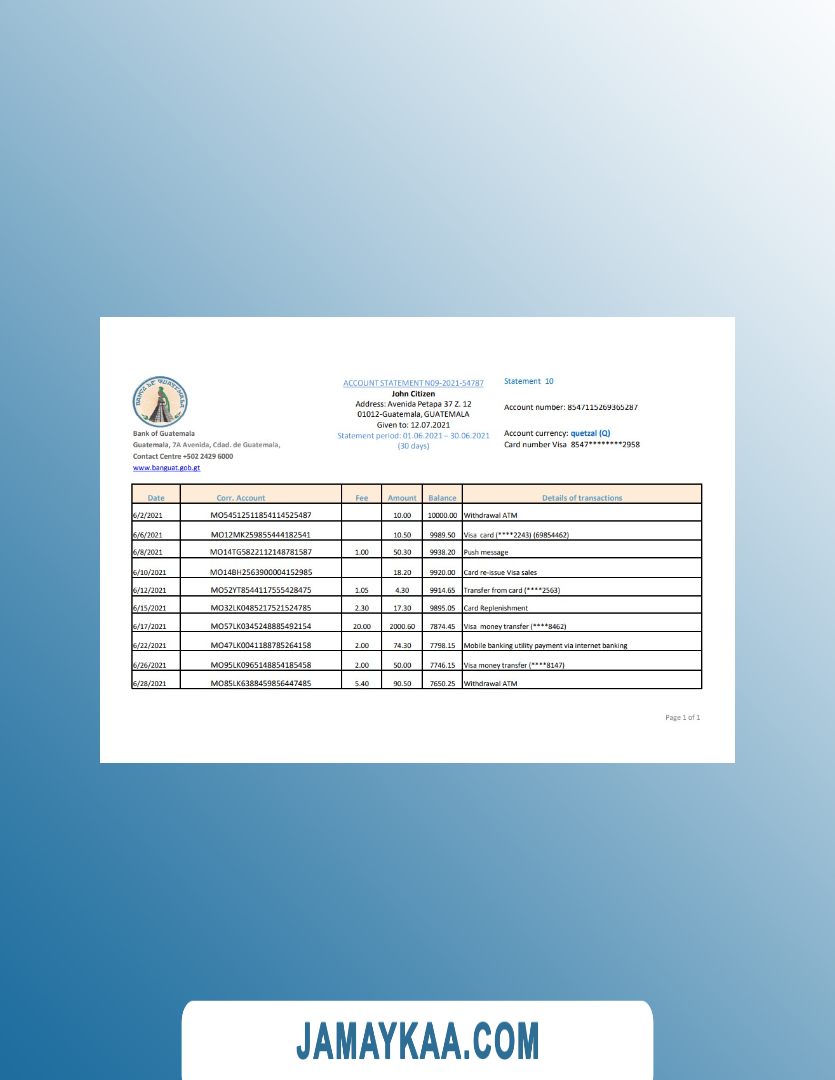 BANCO DE GUATEMALA
Bank of Guatemala
Guatemala, 7A Avenida, Cdad. de Guatemala,
Contact Centre +502 2429 6000
www.banguat.gob.gt
ACCOUNT STATEMENT N09-2021-54787
John Citizen
Address: Avenida Petapa 37 Z. 12
01012-Guatemala, GUATEMALA
Given to: 12.07.2021
Statement period: 01.06.2021 – 30.06.2021
(30 days)
Statement 10
Account number: 8547115269365287
Account currency: quetzal (Q)
Card number Visa 8547********2958
Date Corr. Account Fee Amount Balance Details of transactions
6/2/2021 MO54512511854114525487 10.00 10000.00 Withdrawal ATM
6/6/2021 MO12MK259855444182541 10.50 9989.50 Visa card (****2243) (69854462)
6/8/2021 MO14TG5822112148781587 1.00 50.30 9938.20 Push message
6/10/2021 MO14BH2563900004152985 18.20 9920.00 Card re-issue Visa sales
6/12/2021 MO52YT8544117555428475 1.05 4.30 9914.65 Transfer from card (****2563)
6/15/2021 MO32LK0485217521524785 2.30 17.30 9895.05 Card Replenishment
6/17/2021 MO57LK0345248885492154 20.00 2000.60 7874.45 Visa money transfer (****8462)
6/22/2021 MO47LK0041188785264158 2.00 74.30 7798.15 Mobile banking utility payment via internet banking
6/26/2021 MO95LK0965148854185458 2.00 50.00 7746.15 Visa money transfer (****8147)
6/28/2021 MO85LK6388459856447485 5.40 90.50 7650.25 Withdrawal ATM
Page 1 of 1
JAMAYKAA.COM